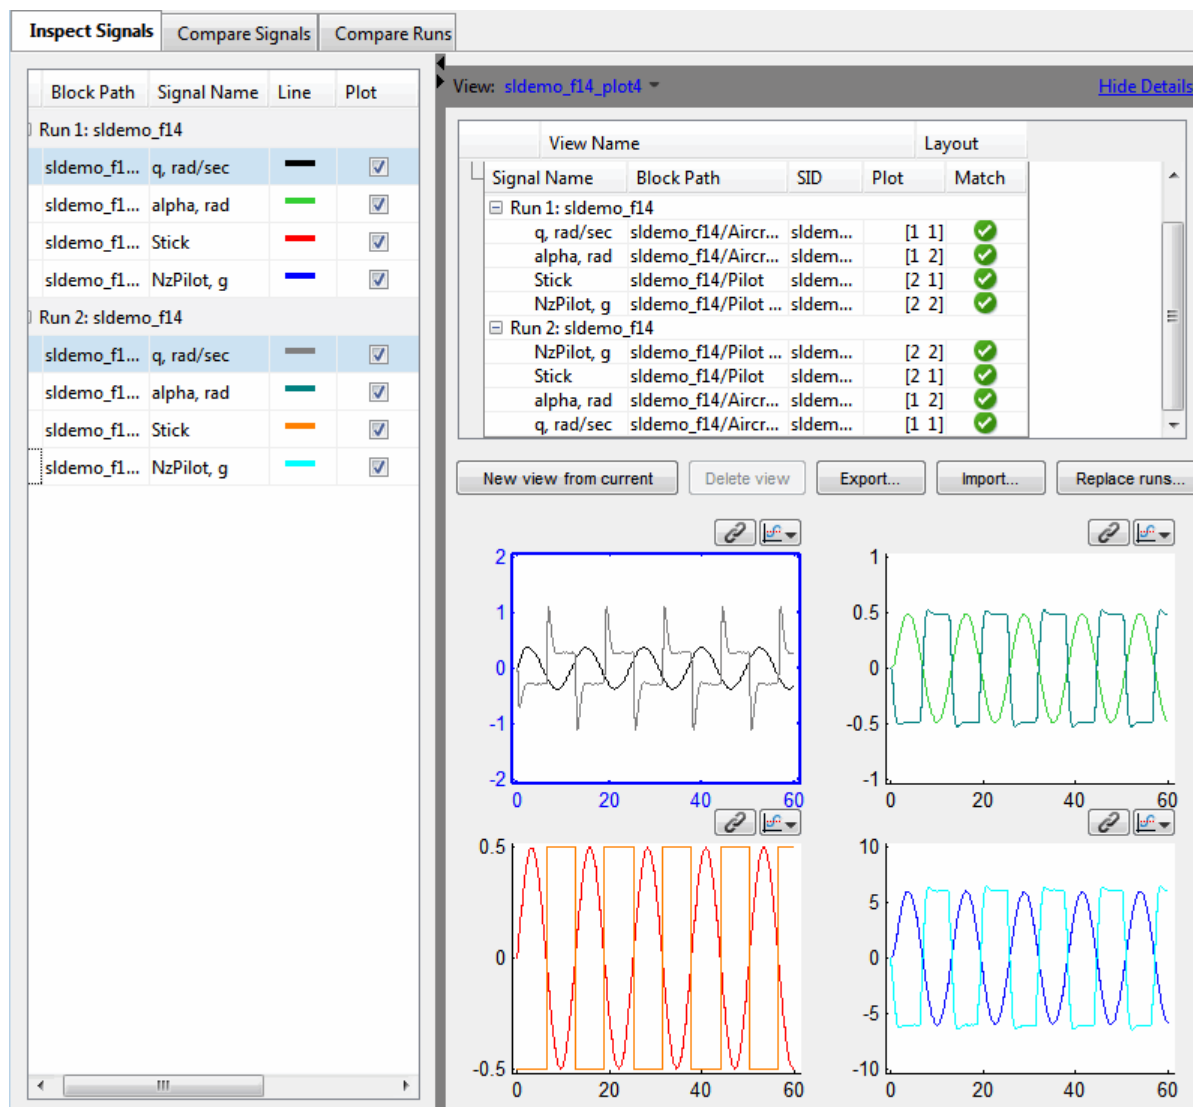 Inspect Signals Compare Signals Compare Runs
Block Path Signal Name Line Plot
Run 1: sldemo_f14
sldemo_f1... q, rad/sec
sldemo_f1... alpha, rad
sldemo_f1... Stick
sldemo_f1... NzPilot, g
Run 2: sldemo_f14
sldemo_f1... q, rad/sec
sldemo_f1... alpha, rad
sldemo_f1... Stick
sldemo_f1... NzPilot, g
View: sldemo_f14_plot4 Hide Details
View Name Layout
Signal Name Block Path SID Plot Match
Run 1: sldemo_f14
q, rad/sec sldemo_f14/Aircr... sldem... [1 1]
alpha, rad sldemo_f14/Aircr... sldem... [1 2]
Stick sldemo_f14/Pilot sldem... [2 1]
NzPilot, g sldemo_f14/Pilot ... sldem... [2 2]
Run 2: sldemo_f14
NzPilot, g sldemo_f14/Pilot ... sldem... [2 2]
Stick sldemo_f14/Pilot sldem... [2 1]
alpha, rad sldemo_f14/Aircr... sldem... [1 2]
q, rad/sec sldemo_f14/Aircr... sldem... [1 1]
New view from current Delete view Export... Import... Replace runs...
2
1
0
-1
-2
0 20 40 60
1
0.5
0
-0.5
-1
0 20 40 60
0.5
0
-0.5
0 20 40 60
10
5
0
-5
-10
0 20 40 60